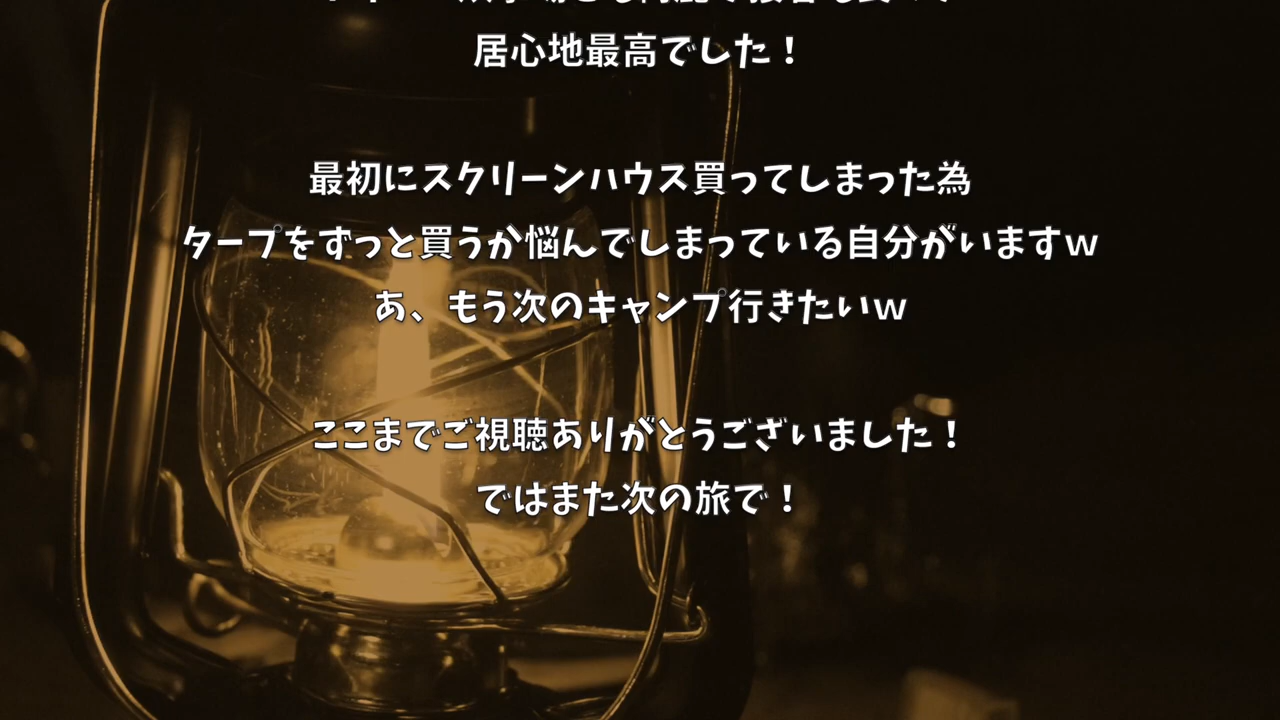 居心地最高でした！
最初にスクリーンハウス買ってしまった為
タープをずっと買うか悩んでしまっている自分がいますｗ
あ、もう次のキャンプ行きたいｗ
ここまでご視聴ありがとうございました！
ではまた次の旅で！